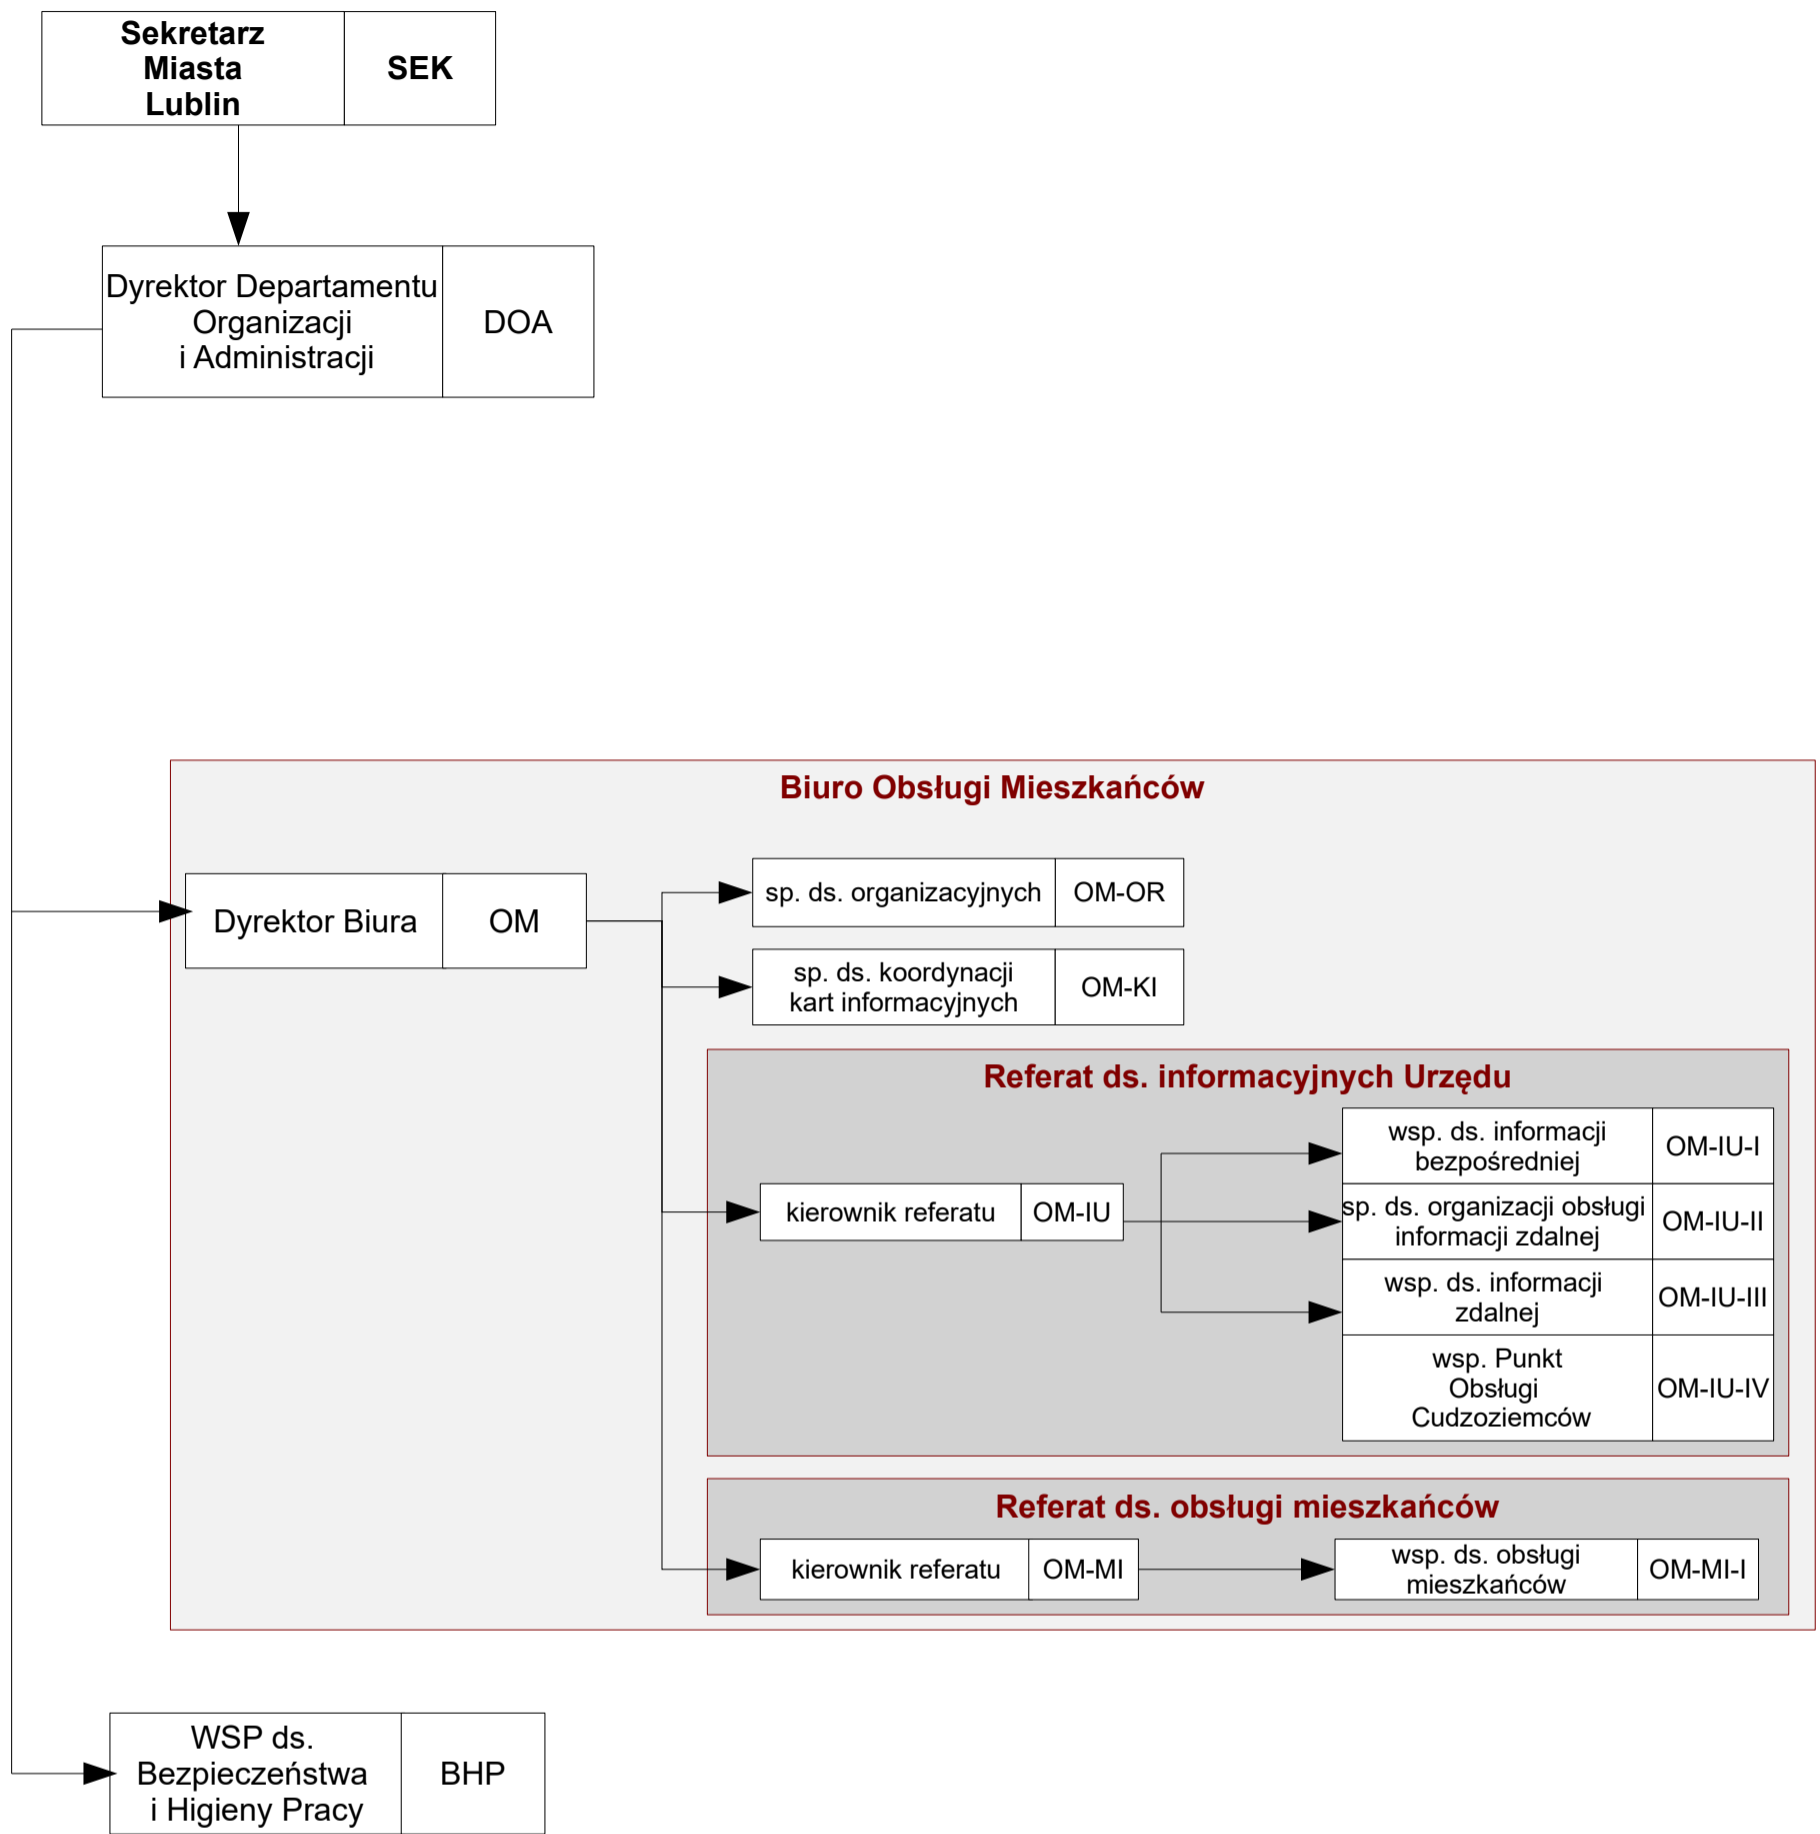 Sekretarz
Miasta
Lublin
SEK
Dyrektor Departamentu
Organizacji
i Administracji
DOA
Biuro Obsługi Mieszkańców
Dyrektor Biura
OM
sp. ds. organizacyjnych
OM-OR
sp. ds. koordynacji
kart informacyjnych
OM-KI
Referat ds. informacyjnych Urzędu
kierownik referatu
OM-IU
wsp. ds. informacji
bezpośredniej
OM-IU-I
sp. ds. organizacji obsługi
informacji zdalnej
OM-IU-II
wsp. ds. informacji
zdalnej
OM-IU-III
wsp. Punkt
Obsługi
Cudzoziemców
OM-IU-IV
Referat ds. obsługi mieszkańców
kierownik referatu
OM-MI
wsp. ds. obsługi
mieszkańców
OM-MI-I
WSP ds.
Bezpieczeństwa
i Higieny Pracy
BHP